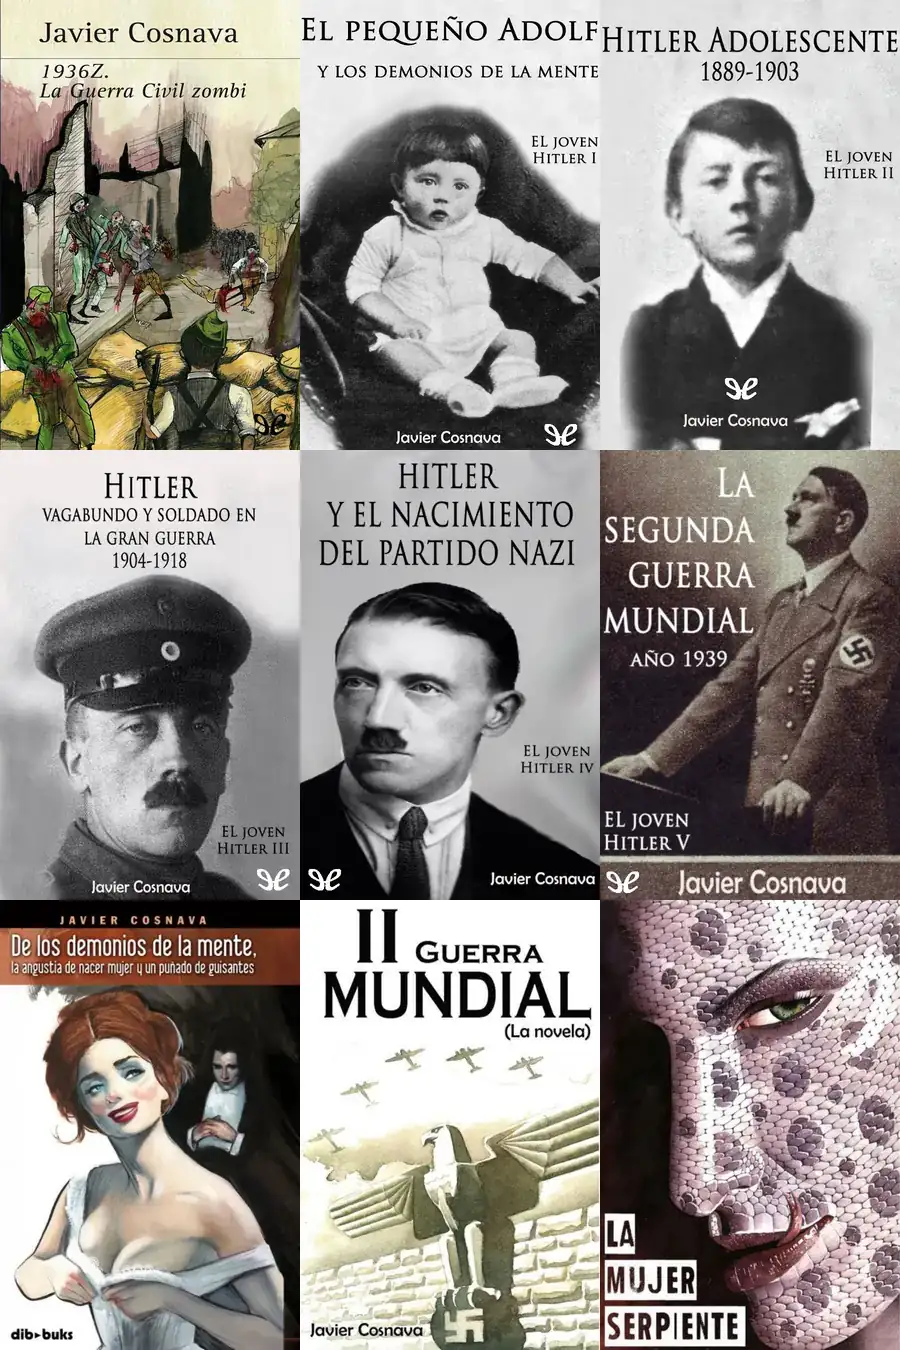 Javier Cosnava
1936Z.
La Guerra Civil zombi
EL PEQUEÑO ADOLF
Y LOS DEMONIOS DE LA MENTE
EL JOVEN
HITLER I
Javier Cosnava
HITLER ADOLESCENTE
1889-1903
EL JOVEN
HITLER II
Javier Cosnava
HITLER
VAGABUNDO Y SOLDADO EN
LA GRAN GUERRA
1904-1918
EL JOVEN
HITLER III
Javier Cosnava
HITLER
Y EL NACIMIENTO
DEL PARTIDO NAZI
EL JOVEN
HITLER IV
Javier Cosnava
LA
SEGUNDA
GUERRA
MUNDIAL
AÑO 1939
EL JOVEN
HITLER V
Javier Cosnava
JAVIER COSNAVA
De los demonios de la mente,
la angustia de nacer mujer y un puñado de guisantes
dib▸buks
II GUERRA
MUNDIAL
(La novela)
Javier Cosnava
LA
MUJER
SERPIENTE